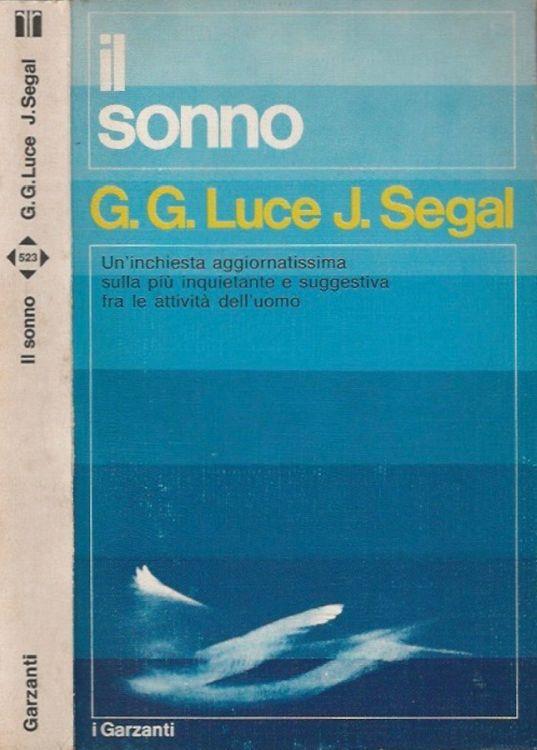 il
sonno
G. G. Luce J. Segal
Un'inchiesta aggiornatissima
sulla più inquietante e suggestiva
fra le attività dell'uomo
i Garzanti
G.G.Luce J.Segal
523
Il sonno
Garzanti